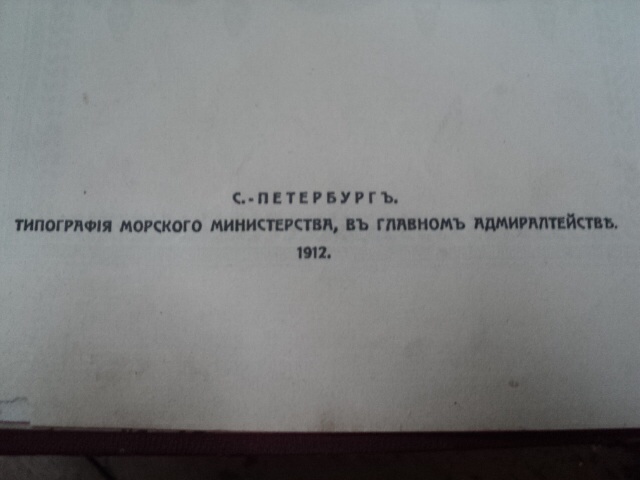 С.-ПЕТЕРБУРГЪ.
ТИПОГРАФІЯ МОРСКОГО МИНИСТЕРСТВА, ВЪ ГЛАВНОМЪ АДМИРАЛТЕЙСТВѢ.
1912.